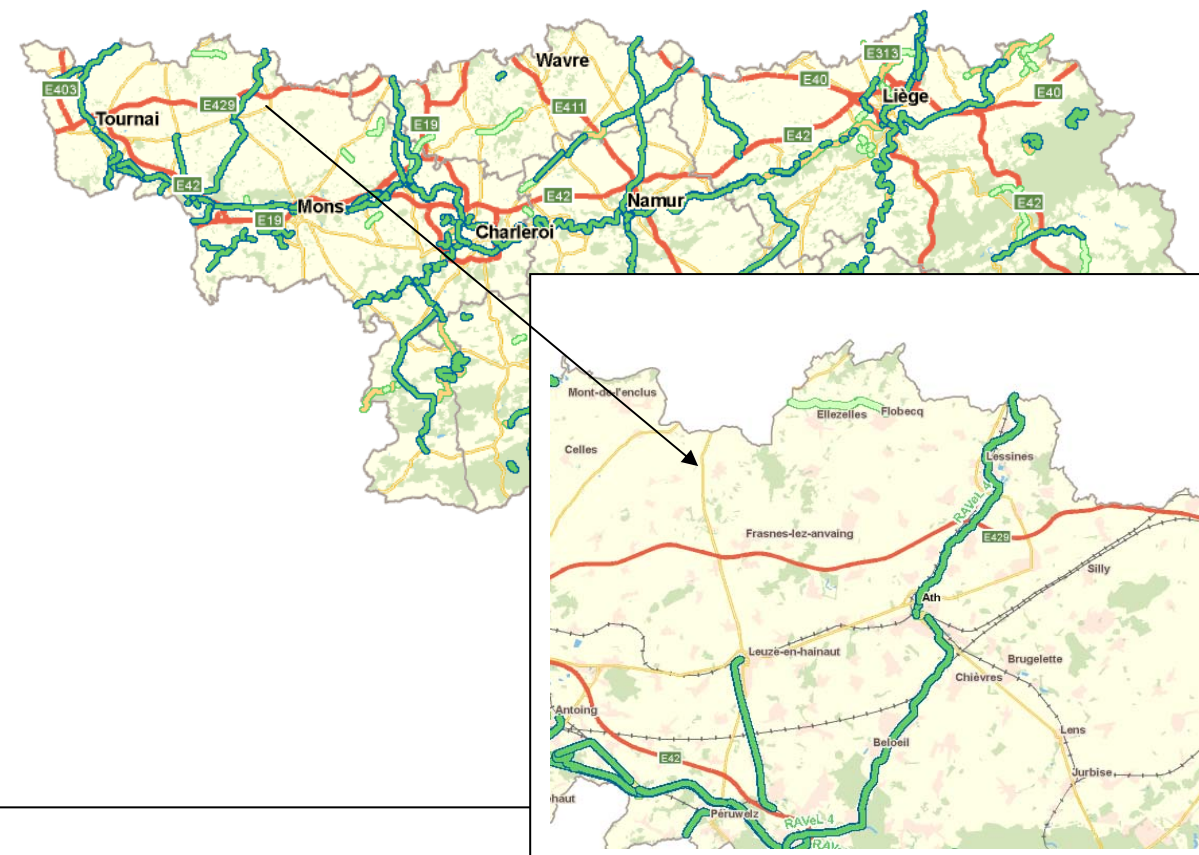 Wavre
E313
E40
E403
E40
Liège
E429
E411
Tournai
E19
E42
E42
E42
Namur
E42
Mons
E19
Charleroi
Mont-de-l'enclus
Ellezelles
Flobecq
Celles
Lessines
RAVeL 4
Frasnes-lez-anvaing
E429
Silly
Ath
Leuze-en-hainaut
Brugelette
Chièvres
Antoing
Beloeil
Lens
E42
Jurbise
haut
Péruwelz
RAVeL 4
RAVe